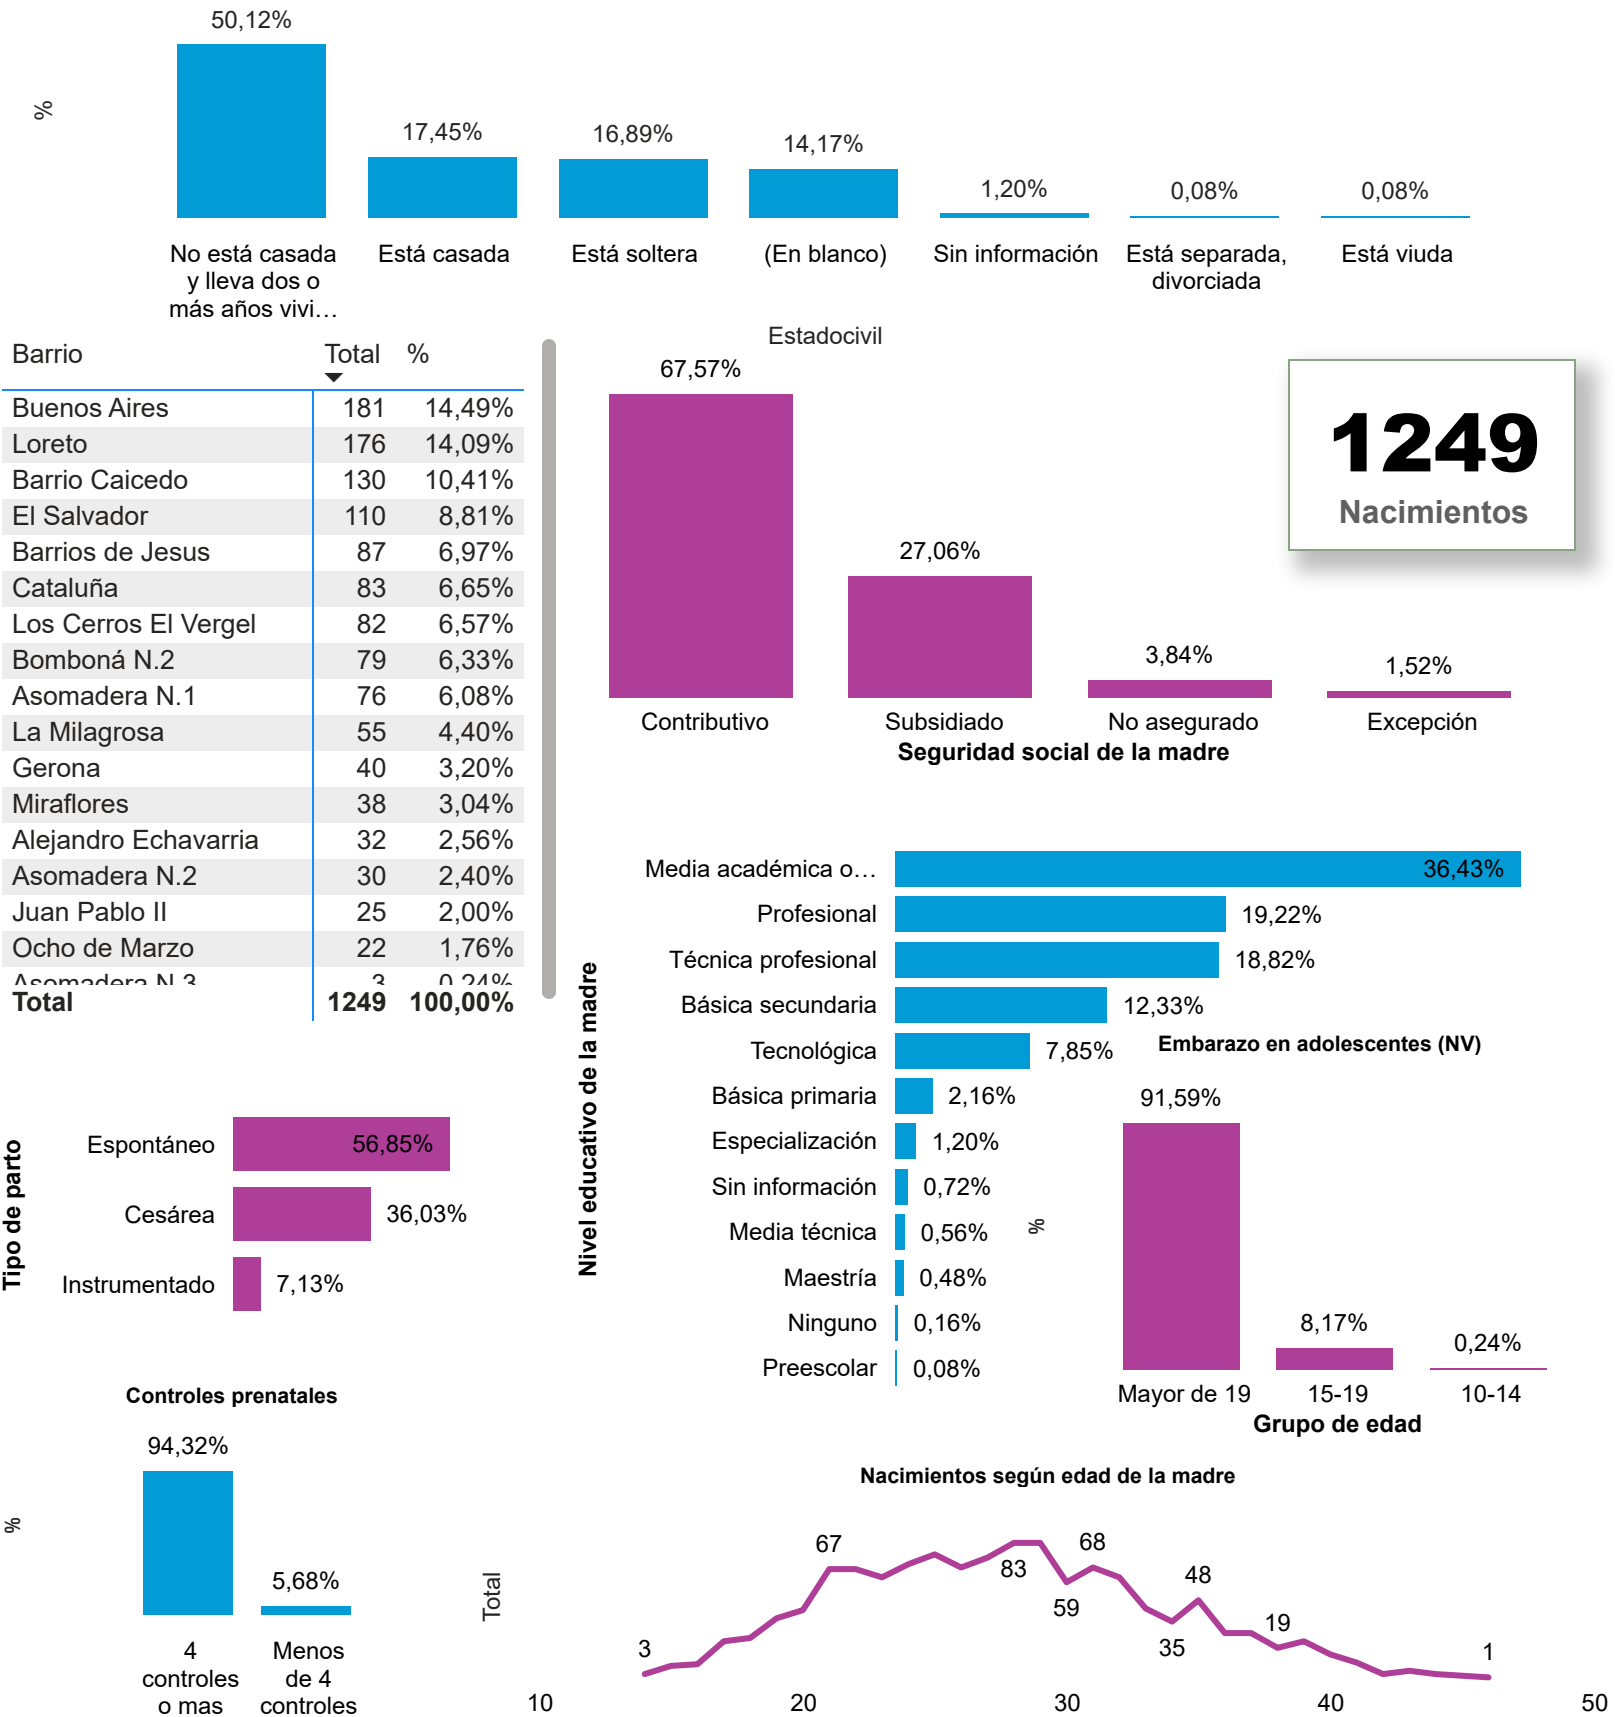 50,12%
17,45%
16,89%
14,17%
1,20%
0,08%
0,08%
%
No está casada
y lleva dos o
más años vivi…
Está casada
Está soltera
(En blanco)
Sin información
Está separada,
divorciada
Está viuda
Estadocivil
Barrio Total %
Buenos Aires 181 14,49%
Loreto 176 14,09%
Barrio Caicedo 130 10,41%
El Salvador 110 8,81%
Barrios de Jesus 87 6,97%
Cataluña 83 6,65%
Los Cerros El Vergel 82 6,57%
Bomboná N.2 79 6,33%
Asomadera N.1 76 6,08%
La Milagrosa 55 4,40%
Gerona 40 3,20%
Miraflores 38 3,04%
Alejandro Echavarria 32 2,56%
Asomadera N.2 30 2,40%
Juan Pablo II 25 2,00%
Ocho de Marzo 22 1,76%
Asomadera N.3 3 0,24%
Total 1249 100,00%
67,57%
27,06%
3,84%
1,52%
Contributivo
Subsidiado
No asegurado
Excepción
Seguridad social de la madre
1249
Nacimientos
Nivel educativo de la madre
Media académica o… 36,43%
Profesional 19,22%
Técnica profesional 18,82%
Básica secundaria 12,33%
Tecnológica 7,85%
Básica primaria 2,16%
Especialización 1,20%
Sin información 0,72%
Media técnica 0,56%
Maestría 0,48%
Ninguno 0,16%
Preescolar 0,08%
Embarazo en adolescentes (NV)
%
91,59%
8,17%
0,24%
Mayor de 19
15-19
10-14
Grupo de edad
Tipo de parto
Espontáneo 56,85%
Cesárea 36,03%
Instrumentado 7,13%
Controles prenatales
%
94,32%
5,68%
4
controles
o mas
Menos
de 4
controles
Nacimientos según edad de la madre
Total
3
67
83
59
68
35
48
19
1
10 20 30 40 50